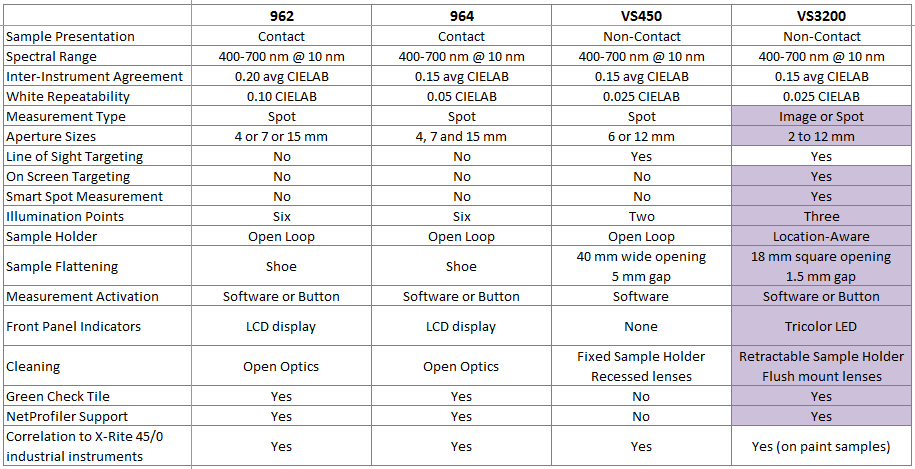 962 964 VS450 VS3200
Sample Presentation Contact Contact Non-Contact Non-Contact
Spectral Range 400-700 nm @ 10 nm 400-700 nm @ 10 nm 400-700 nm @ 10 nm 400-700 nm @ 10 nm
Inter-Instrument Agreement 0.20 avg CIELAB 0.15 avg CIELAB 0.15 avg CIELAB 0.15 avg CIELAB
White Repeatability 0.10 CIELAB 0.05 CIELAB 0.025 CIELAB 0.025 CIELAB
Measurement Type Spot Spot Spot Image or Spot
Aperture Sizes 4 or 7 or 15 mm 4, 7 and 15 mm 6 or 12 mm 2 to 12 mm
Line of Sight Targeting No No Yes Yes
On Screen Targeting No No No Yes
Smart Spot Measurement No No No Yes
Illumination Points Six Six Two Three
Sample Holder Open Loop Open Loop Open Loop Location-Aware
Sample Flattening Shoe Shoe 40 mm wide opening 18 mm square opening
5 mm gap 1.5 mm gap
Measurement Activation Software or Button Software or Button Software Software or Button
Front Panel Indicators LCD display LCD display None Tricolor LED
Cleaning Open Optics Open Optics Fixed Sample Holder Retractable Sample Holder
Recessed lenses Flush mount lenses
Green Check Tile Yes Yes No Yes
NetProfiler Support Yes Yes No Yes
Correlation to X-Rite 45/0
industrial instruments Yes Yes Yes Yes (on paint samples)